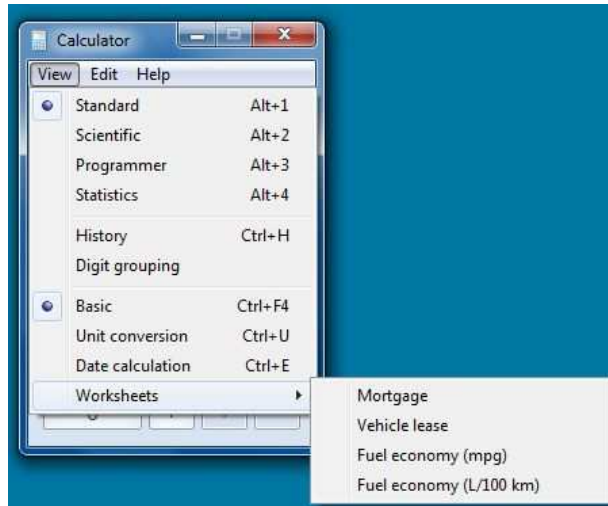 Calculator
View Edit Help
Standard Alt+1
Scientific Alt+2
Programmer Alt+3
Statistics Alt+4
History Ctrl+H
Digit grouping
Basic Ctrl+F4
Unit conversion Ctrl+U
Date calculation Ctrl+E
Worksheets
Mortgage
Vehicle lease
Fuel economy (mpg)
Fuel economy (L/100 km)